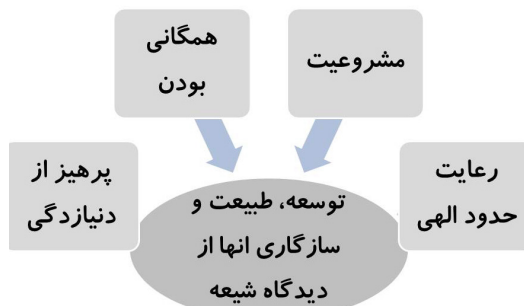 مشروعیت
همگانی
بودن
رعایت
حدود الهی
پرهیز از
دنیازدگی
توسعه، طبیعت و
سازگاری انها از
دیدگاه شیعه